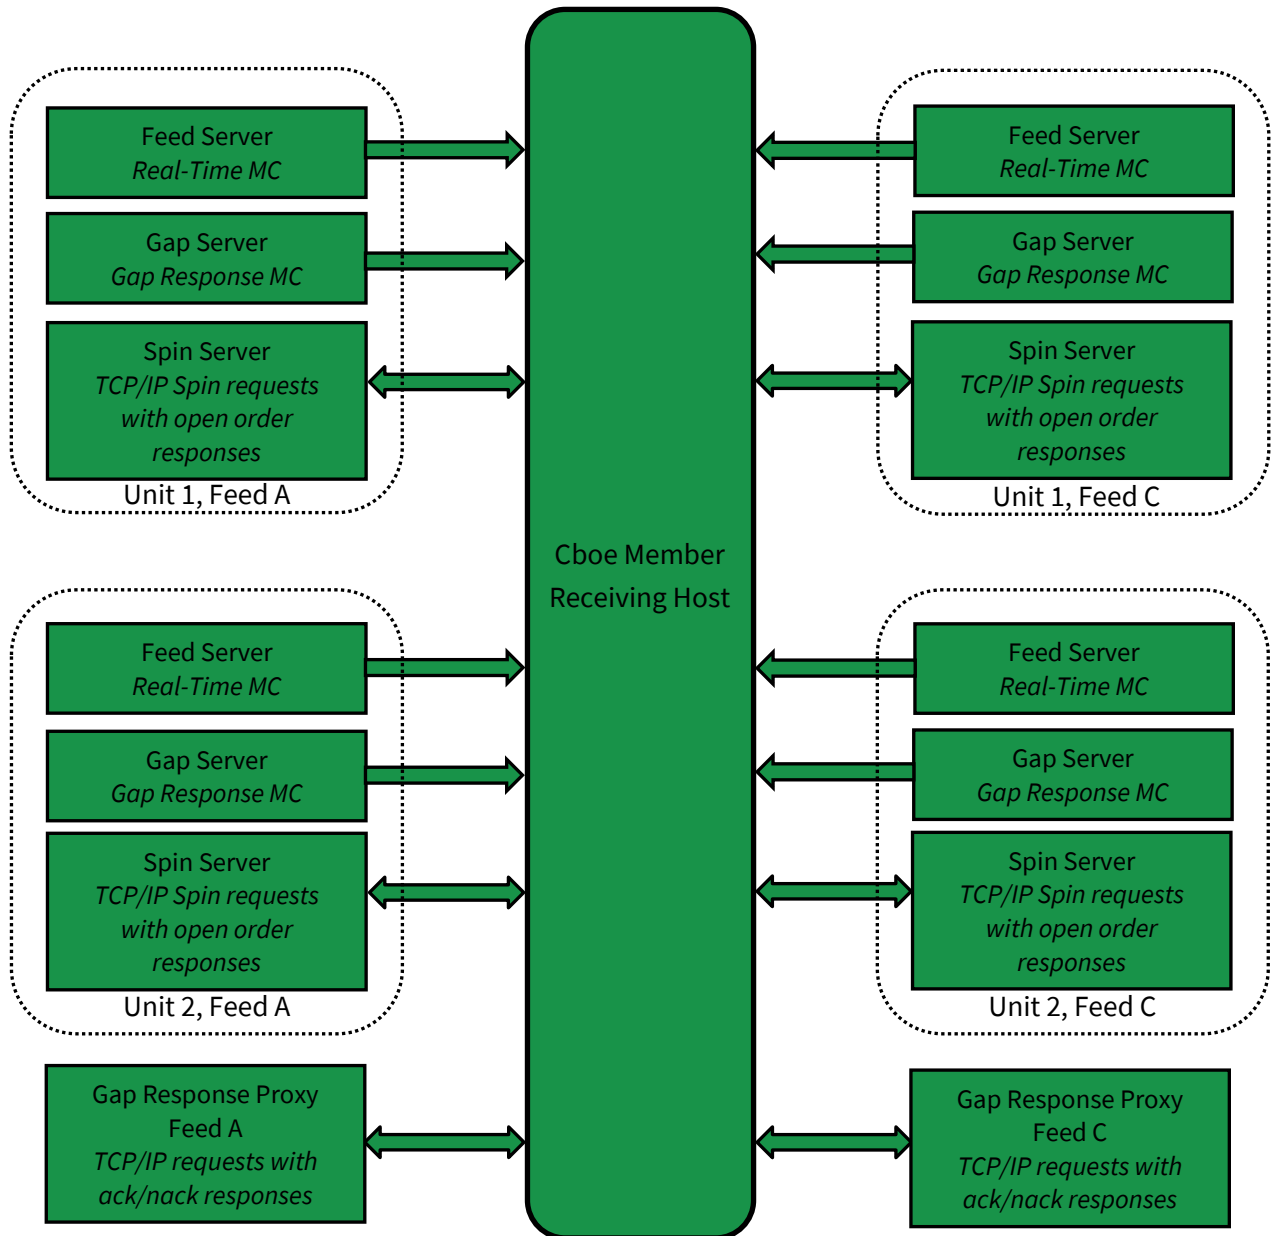 Feed Server
Real-Time MC
Gap Server
Gap Response MC
Spin Server
TCP/IP Spin requests
with open order
responses
Unit 1, Feed A
Feed Server
Real-Time MC
Gap Server
Gap Response MC
Spin Server
TCP/IP Spin requests
with open order
responses
Unit 1, Feed C
Cboe Member
Receiving Host
Feed Server
Real-Time MC
Gap Server
Gap Response MC
Spin Server
TCP/IP Spin requests
with open order
responses
Unit 2, Feed A
Feed Server
Real-Time MC
Gap Server
Gap Response MC
Spin Server
TCP/IP Spin requests
with open order
responses
Unit 2, Feed C
Gap Response Proxy
Feed A
TCP/IP requests with
ack/nack responses
Gap Response Proxy
Feed C
TCP/IP requests with
ack/nack responses